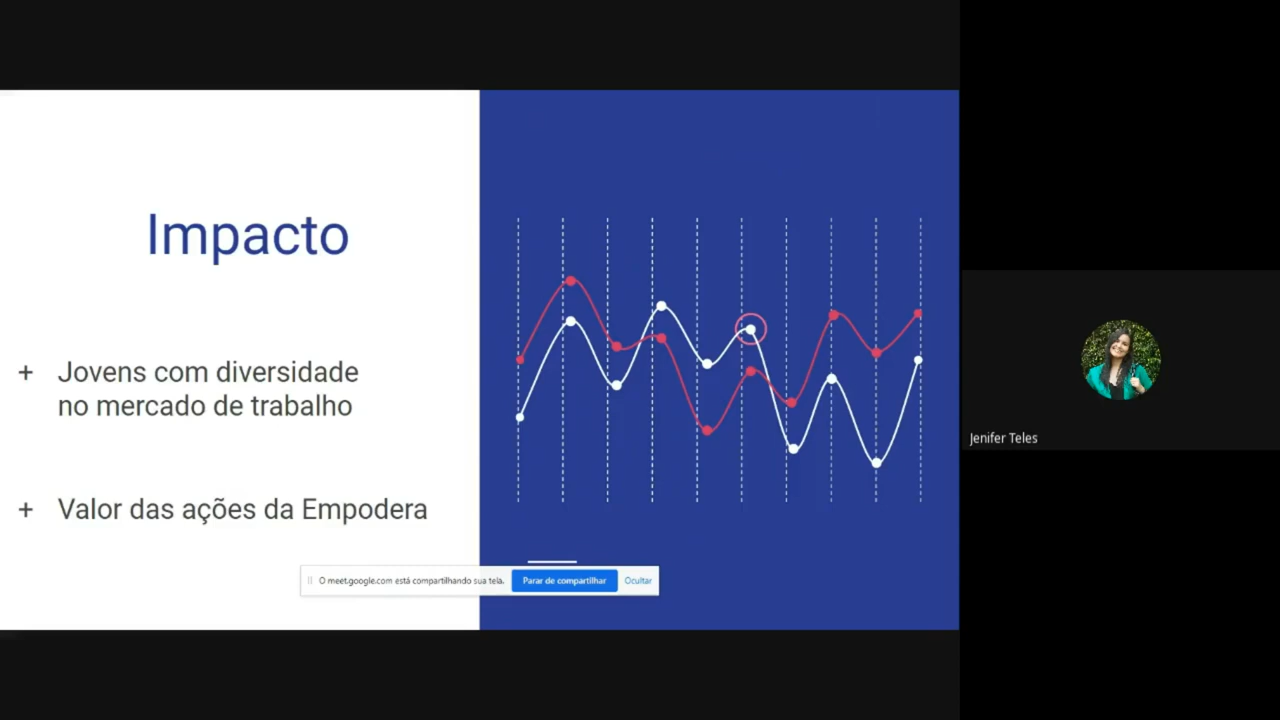 Impacto
+ Jovens com diversidade
no mercado de trabalho
+ Valor das ações da Empodera
O meet.google.com está compartilhando sua tela. Parar de compartilhar Ocultar
Jenifer Teles